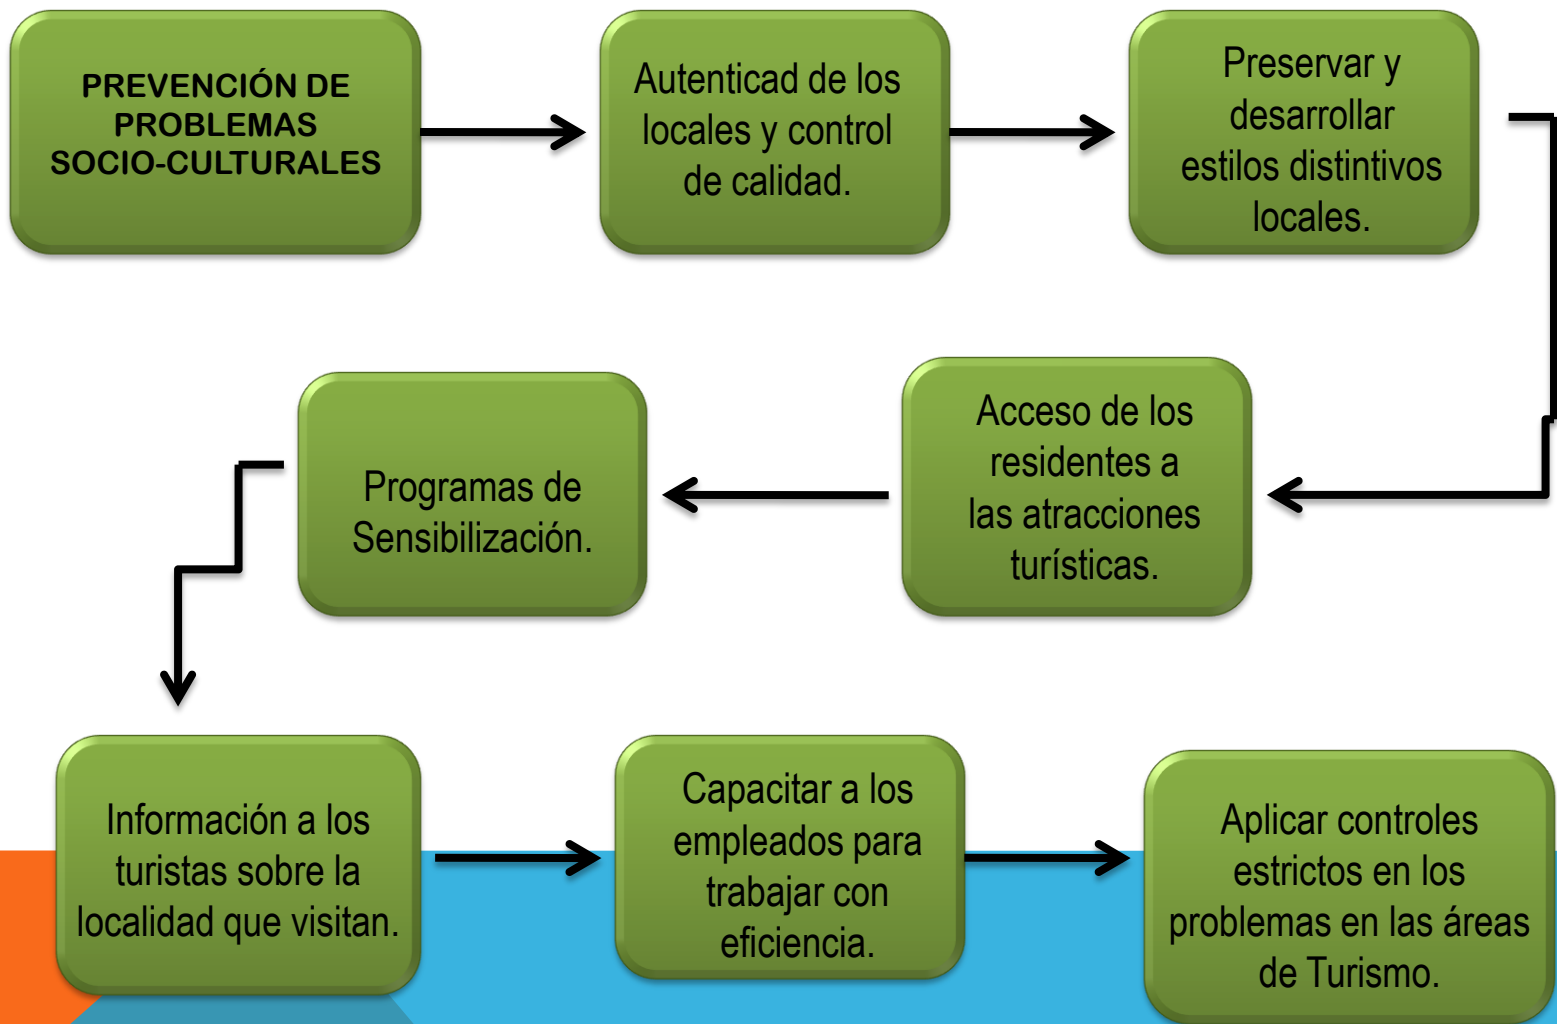 PREVENCIÓN DE
PROBLEMAS
SOCIO-CULTURALES
Autenticad de los
locales y control
de calidad.
Preservar y
desarrollar
estilos distintivos
locales.
Acceso de los
residentes a
las atracciones
turísticas.
Programas de
Sensibilización.
Información a los
turistas sobre la
localidad que visitan.
Capacitar a los
empleados para
trabajar con
eficiencia.
Aplicar controles
estrictos en los
problemas en las áreas
de Turismo.